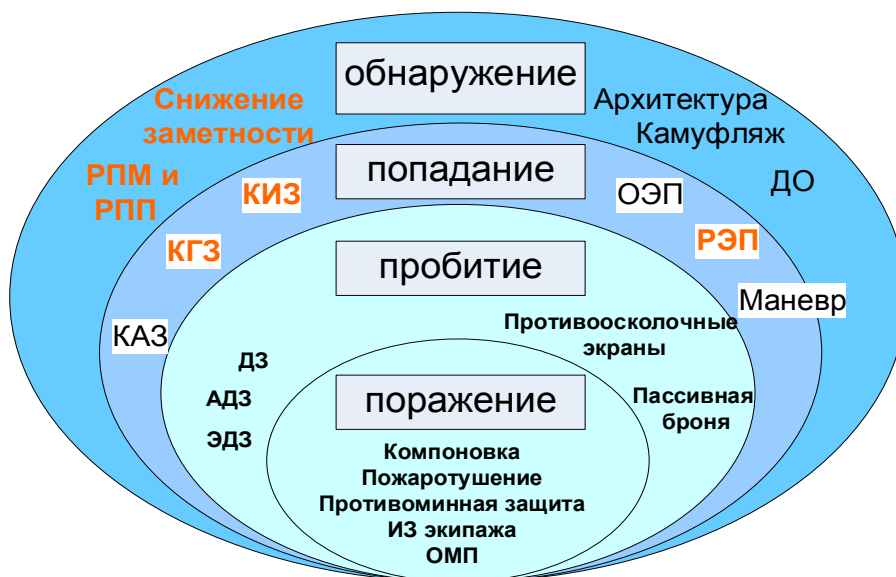 обнаружение
Снижение
заметности
Архитектура
Камуфляж
РПМ и
РПП
ДО
попадание
КИЗ
ОЭП
КГЗ
РЭП
КАЗ
Маневр
пробитие
Противоосколочные
экраны
ДЗ
АДЗ
ЭДЗ
Пассивная
броня
поражение
Компоновка
Пожаротушение
Противоминная защита
ИЗ экипажа
ОМП